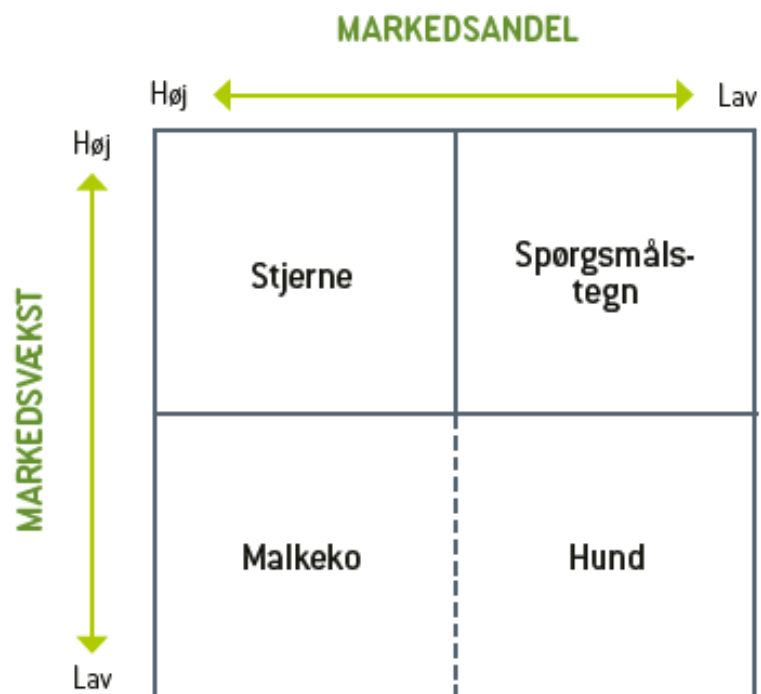 MARKEDSANDEL
Høj
Lav
Høj
Stjerne
Spørgsmåls-
tegn
MARKEDSVÆKST
Malkeko
Hund
Lav